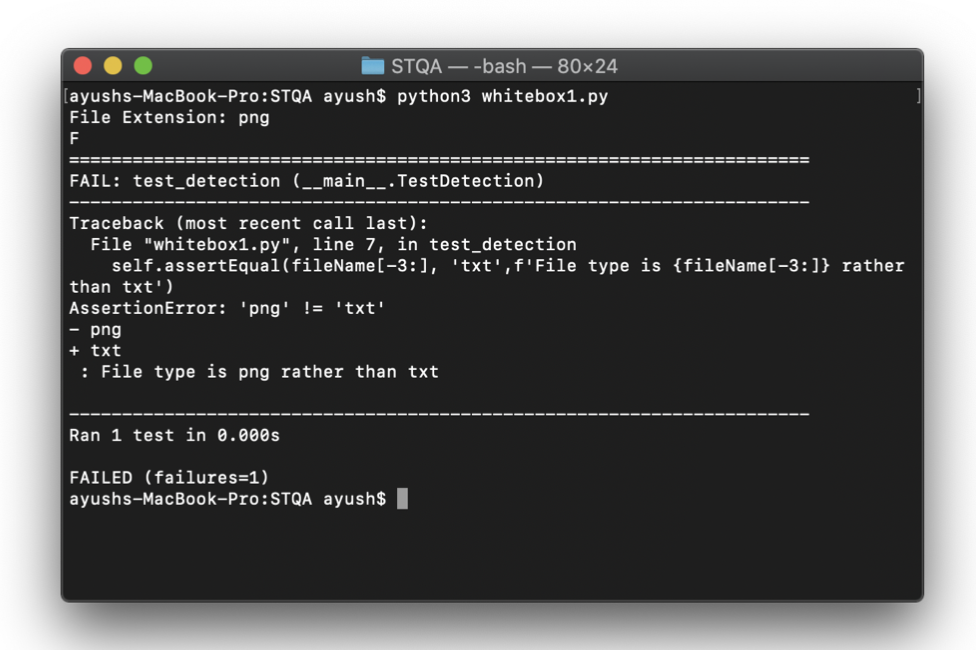 STQA — -bash — 80×24
[ayushs-MacBook-Pro:STQA ayush$ python3 whitebox1.py ]
File Extension: png
F
======================================================================
FAIL: test_detection (__main__.TestDetection)
----------------------------------------------------------------------
Traceback (most recent call last):
  File "whitebox1.py", line 7, in test_detection
    self.assertEqual(fileName[-3:], 'txt',f'File type is {fileName[-3:]} rather
than txt')
AssertionError: 'png' != 'txt'
- png
+ txt
 : File type is png rather than txt

----------------------------------------------------------------------
Ran 1 test in 0.000s

FAILED (failures=1)
ayushs-MacBook-Pro:STQA ayush$